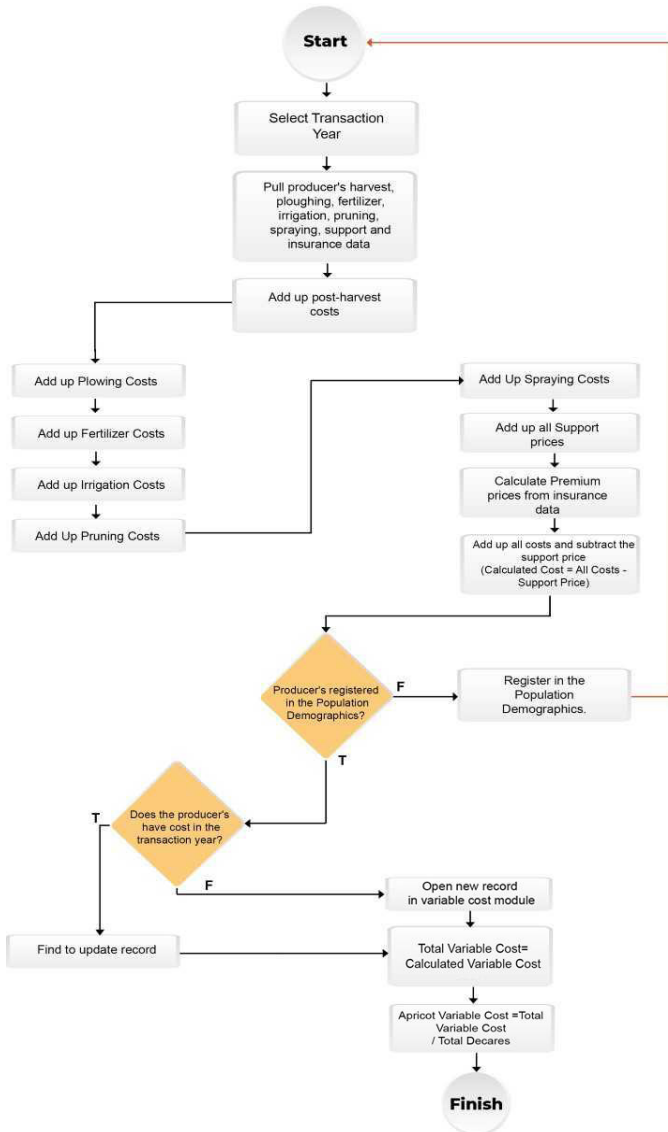 Start
Select Transaction
Year
Pull producer's harvest,
ploughing, fertilizer,
irrigation, pruning,
spraying, support and
insurance data
Add up post-harvest
costs
Add up Plowing Costs
Add up Fertilizer Costs
Add up Irrigation Costs
Add Up Pruning Costs
Add Up Spraying Costs
Add up all Support
prices
Calculate Premium
prices from insurance
data
Add up all costs and subtract the
support price
(Calculated Cost = All Costs -
Support Price)
Producer's registered
in the Population
Demographics?
F
Register in the
Population
Demographics.
T
Does the producer's
have cost in the
transaction year?
T
F
Open new record
in variable cost module
Find to update record
Total Variable Cost=
Calculated Variable Cost
Apricot Variable Cost =Total
Variable Cost
/ Total Decares
Finish